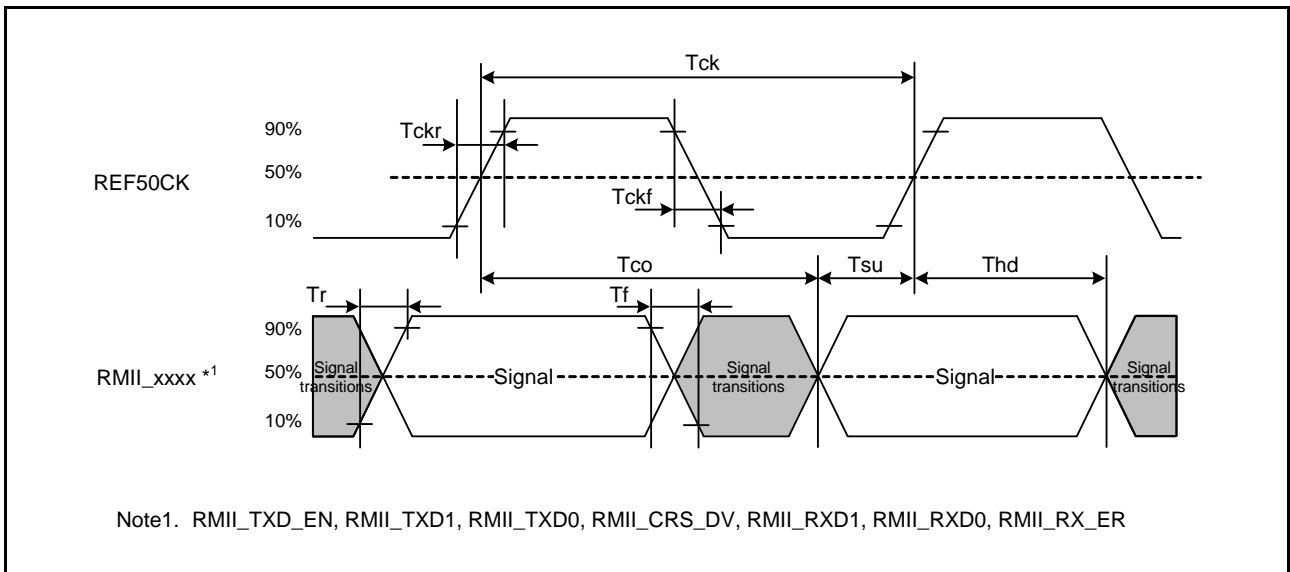 Tck
90%
Tckr
REF50CK
50%
Tckf
10%
Tco
Tsu
Thd
Tr
Tf
90%
RMII_xxxx *1
50%
Signal transitions
Signal
Signal transitions
Signal
Signal transitions
10%
Note1. RMII_TXD_EN, RMII_TXD1, RMII_TXD0, RMII_CRS_DV, RMII_RXD1, RMII_RXD0, RMII_RX_ER